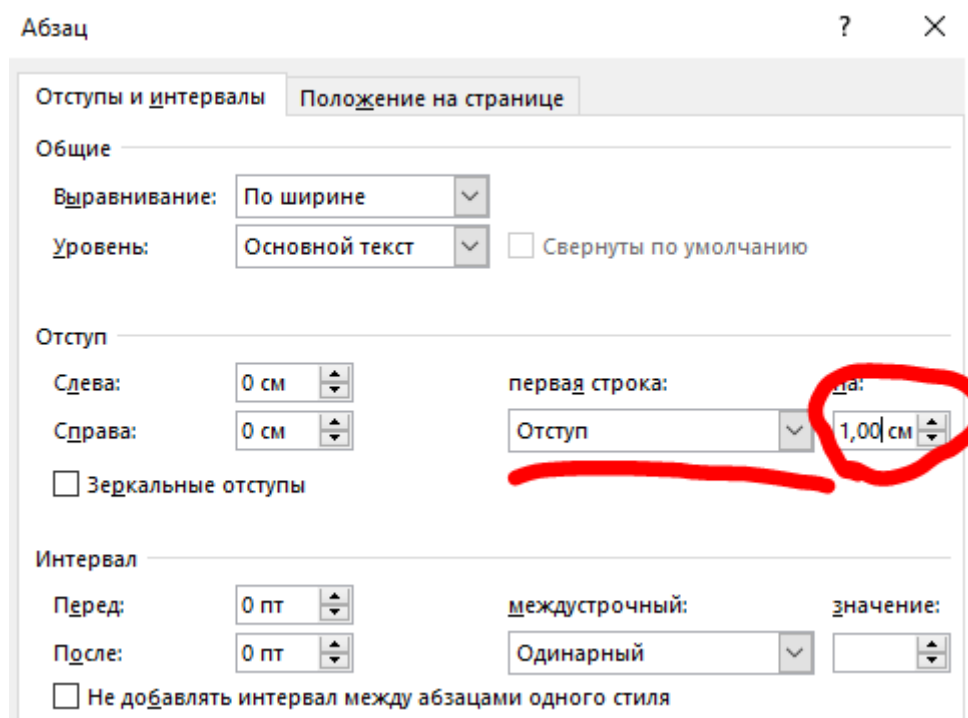 Абзац ? ×
Отступы и интервалы Положение на странице
Общие
Выравнивание: По ширине
Уровень: Основной текст Свернуты по умолчанию
Отступ
Слева: 0 см первая строка: на:
Справа: 0 см Отступ 1,00 см
Зеркальные отступы
Интервал
Перед: 0 пт междустрочный: значение:
После: 0 пт Одинарный
Не добавлять интервал между абзацами одного стиля